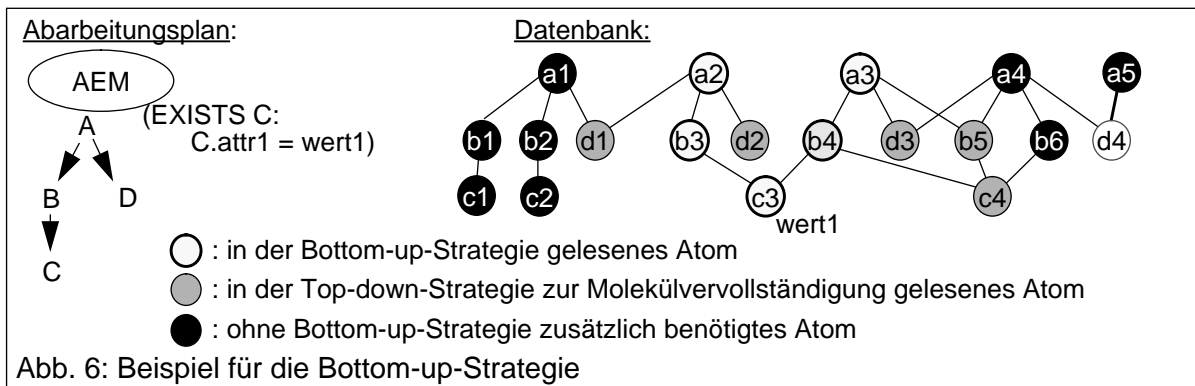 Abarbeitungsplan:
Datenbank:
AEM
A
(EXISTS C:
C.attr1 = wert1)
B
D
C
a1 a2 a3 a4 a5
b1 b2 d1 b3 d2 b4 d3 b5 b6 d4
c1 c2 c3 c4
wert1
: in der Bottom-up-Strategie gelesenes Atom
: in der Top-down-Strategie zur Molekülvervollständigung gelesenes Atom
: ohne Bottom-up-Strategie zusätzlich benötigtes Atom
Abb. 6: Beispiel für die Bottom-up-Strategie